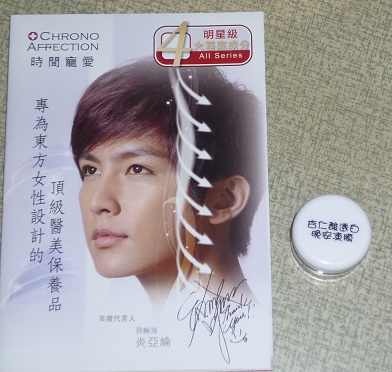 CHRONO
AFFECTION
時間寵愛
明星級
4
All Series
專為東方女性設計的
頂級醫美保養品
年度代言人
飛輪海
炎亞綸
杏仁酸煥白
晚安凍膜